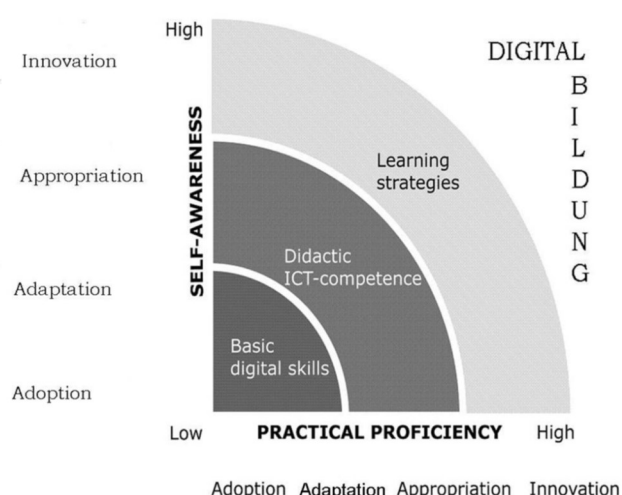 High
Innovation
DIGITAL
B
I
L
D
U
N
G
Appropriation
SELF-AWARENESS
Learning
strategies
Adaptation
Didactic
ICT-competence
Basic
digital skills
Adoption
Low
PRACTICAL PROFICIENCY
High
Adoption Adaptation Appropriation Innovation